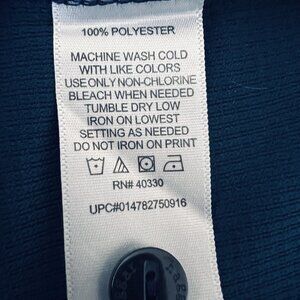 100% POLYESTER
MACHINE WASH COLD
WITH LIKE COLORS
USE ONLY NON-CHLORINE
BLEACH WHEN NEEDED
TUMBLE DRY LOW
IRON ON LOWEST
SETTING AS NEEDED
DO NOT IRON ON PRINT
RN# 40330
UPC#014782750916